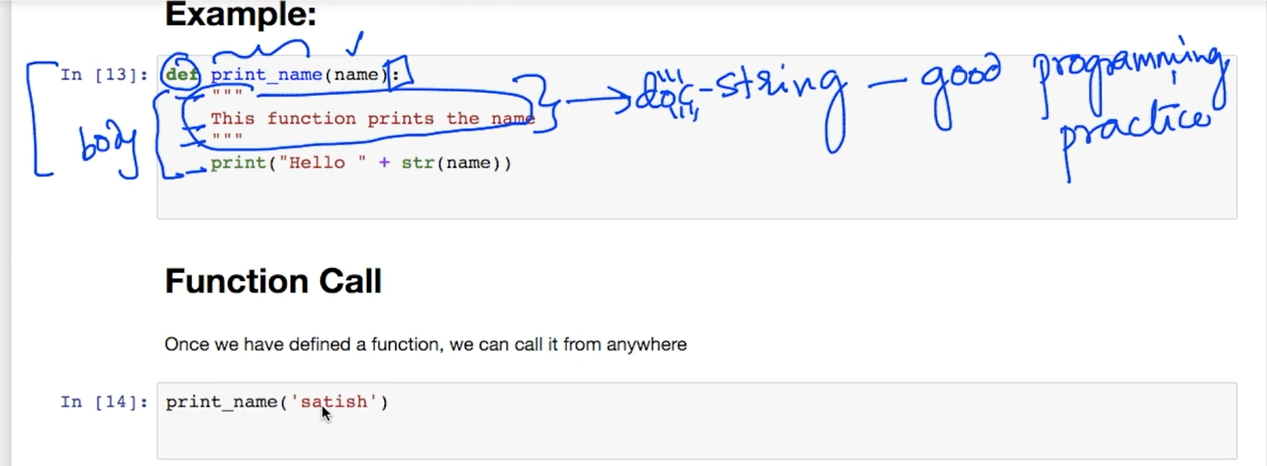 Example:
In [13]: def print_name(name):
"""
This function prints the name
"""
print("Hello " + str(name))
body
doc-string - good programming practice
Function Call
Once we have defined a function, we can call it from anywhere
In [14]: print_name('satish')